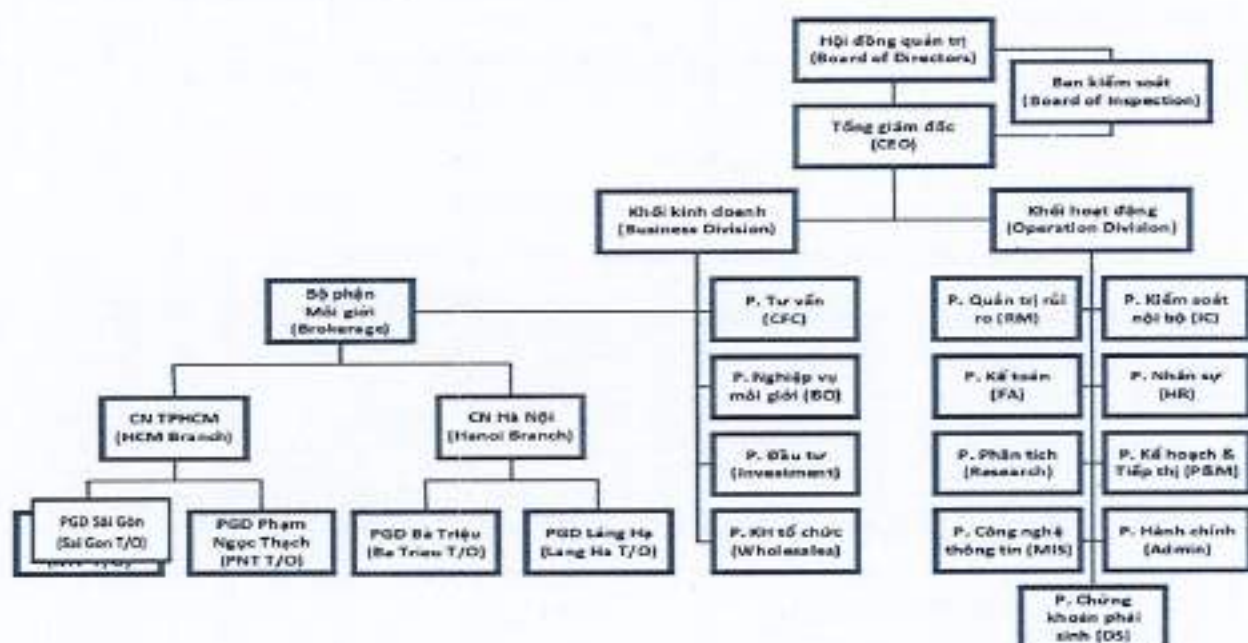 Hội đồng quản trị
(Board of Directors)
Ban kiểm soát
(Board of Inspection)
Tổng giám đốc
(CEO)
Khối kinh doanh
(Business Division)
Khối hoạt động
(Operation Division)
Bộ phận
Môi giới
(Brokerage)
P. Tư vấn
(CFC)
P. Quản trị rủi
ro (RM)
P. Kiểm soát
nội bộ (IC)
P. Nghiệp vụ
môi giới (BO)
P. Kế toán
(FA)
P. Nhân sự
(HR)
CN TPHCM
(HCM Branch)
CN Hà Nội
(Hanoi Branch)
P. Đầu tư
(Investment)
P. Phân tích
(Research)
P. Kế hoạch &
Tiếp thị (P&M)
PGD Sài Gòn
(Sai Gon T/O)
PGD Phạm
Ngọc Thạch
(PNT T/O)
PGD Bà Triệu
(Ba Trieu T/O)
PGD Láng Hạ
(Lang Ha T/O)
P. KH tổ chức
(Wholesales)
P. Công nghệ
thông tin (MIS)
P. Hành chính
(Admin)
P. Chứng
khoán phái
sinh (DS)